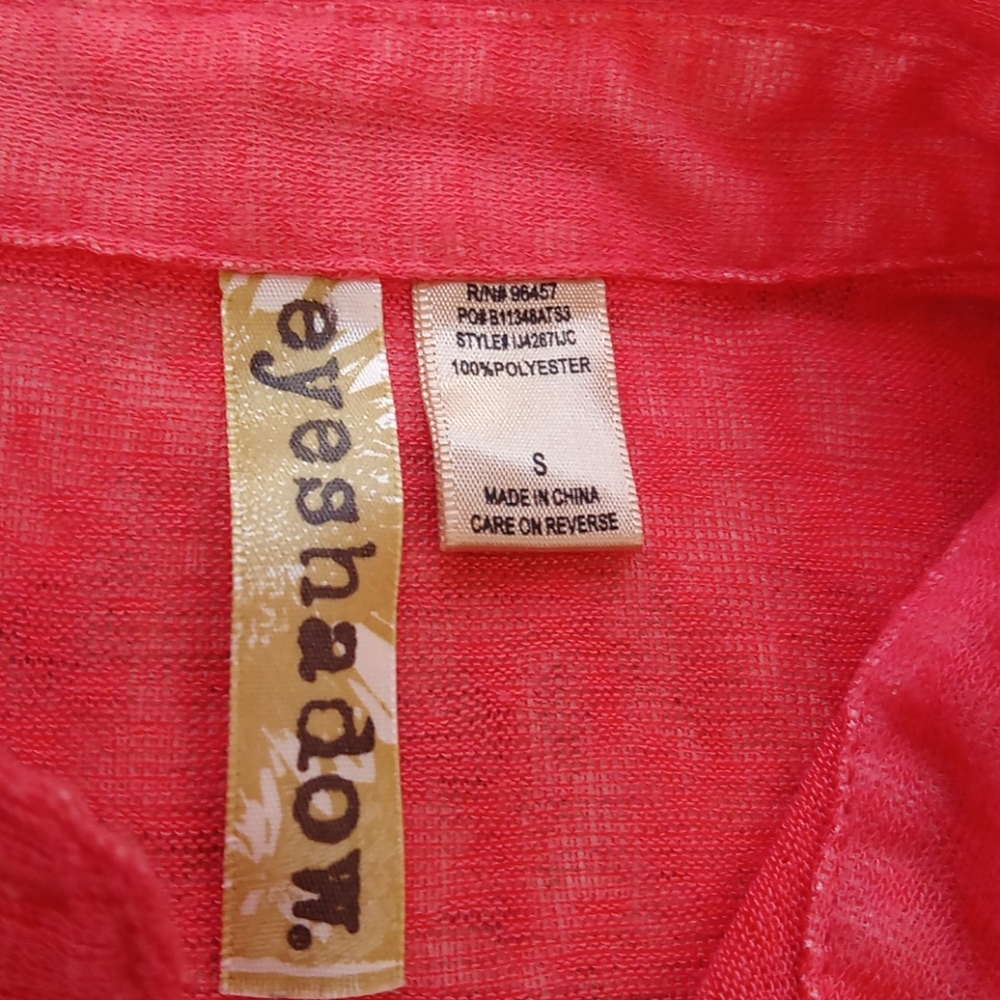 eyeshadow.
R/N# 96457
PO# B11348ATS3
STYLE# IJ4267IJC
100%POLYESTER
S
MADE IN CHINA
CARE ON REVERSE